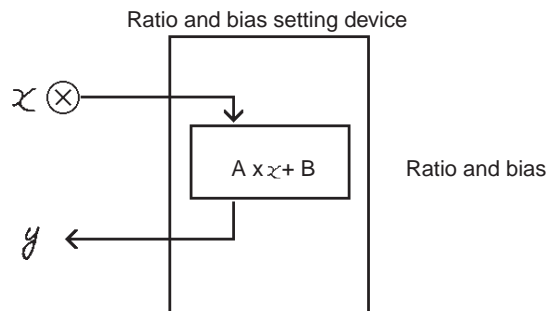 Ratio and bias setting device
x
A x x + B
Ratio and bias
y